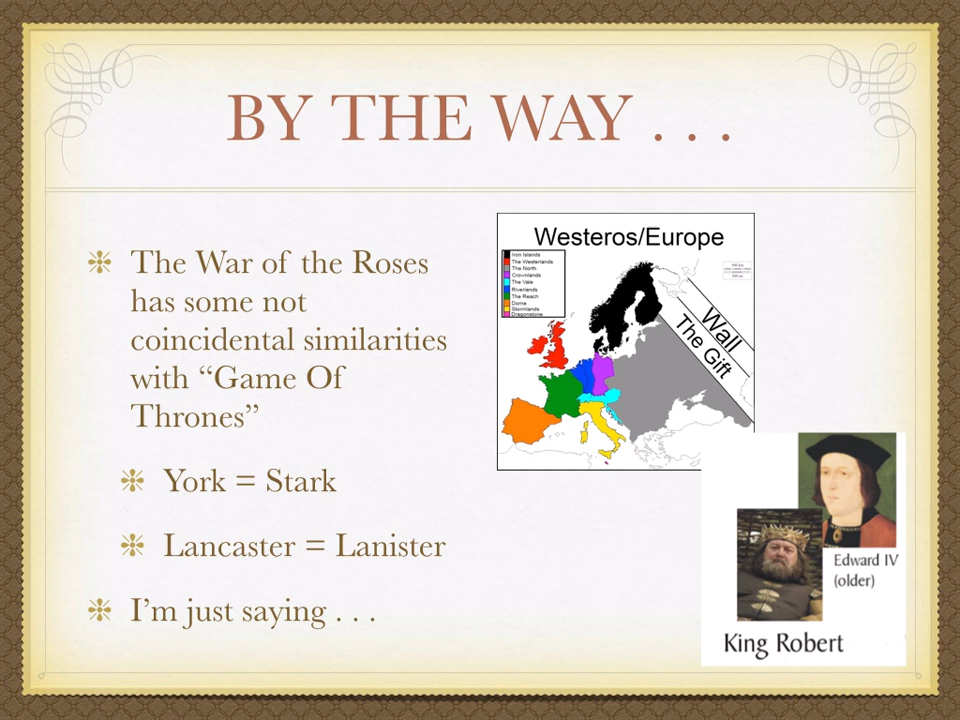 BY THE WAY . . .
The War of the Roses
has some not
coincidental similarities
with “Game Of
Thrones”
York = Stark
Lancaster = Lanister
I’m just saying . . .
Westeros/Europe
Iron Islands
The Westerlands
The North
Crownlands
The Vale
Riverlands
The Reach
Dorne
Stormlands
Dragonstone
Wall
The Gift
Edward IV
(older)
King Robert